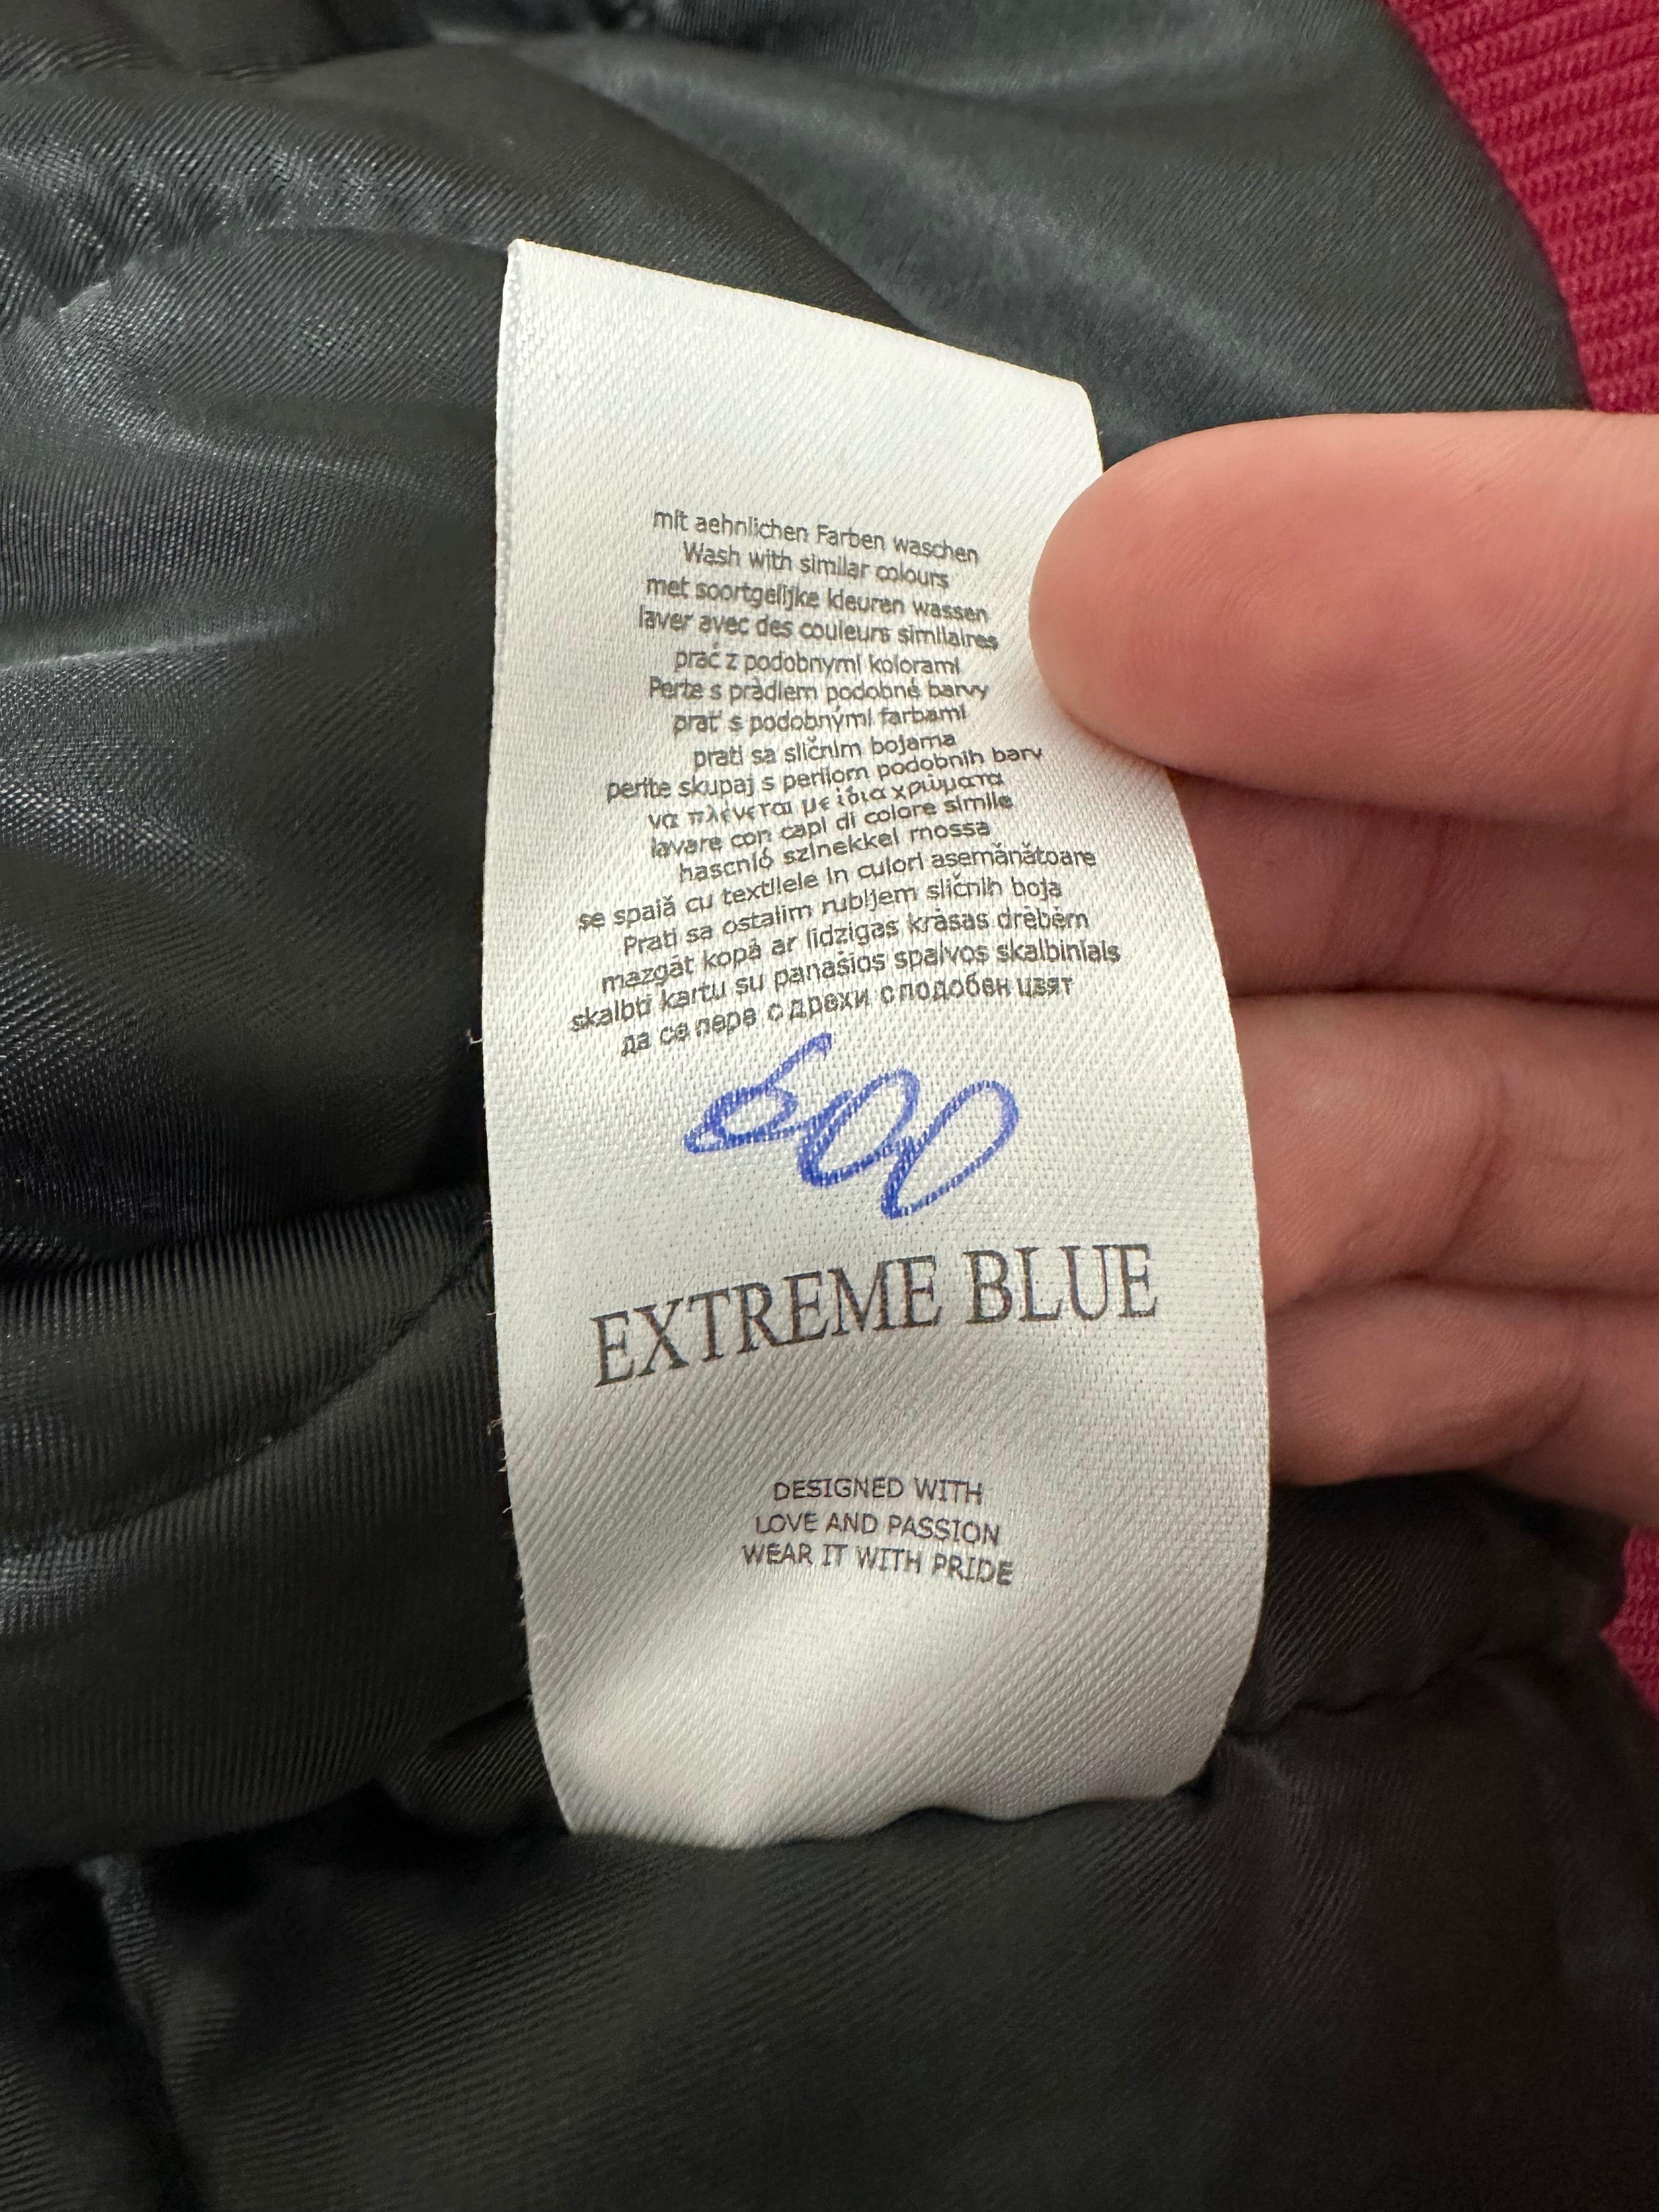 mit aehnlichen Farben waschen
Wash with similar colours
met soortgelijke kleuren wassen
laver avec des couleurs similaires
prać z podobnymi kolorami
Perte s pràdlem podobné barvy
prat' s podobnými farbami
prati sa sličnim bojama
perite skupaj s perilom podobnih barv
να πλένεται με ίδια χρώματα
lavare con capi di colore simile
hasonló színekkel mossa
se spală cu textilele in culori asemănătoare
Prati sa ostalim rubljem sličnih boja
mazgāt kopā ar līdzīgas krāsas drēbēm
skalbti kartu su panašios spalvos skalbiniais
да се пере с дрехи с подобен цвят
600
EXTREME BLUE
DESIGNED WITH
LOVE AND PASSION
WEAR IT WITH PRIDE